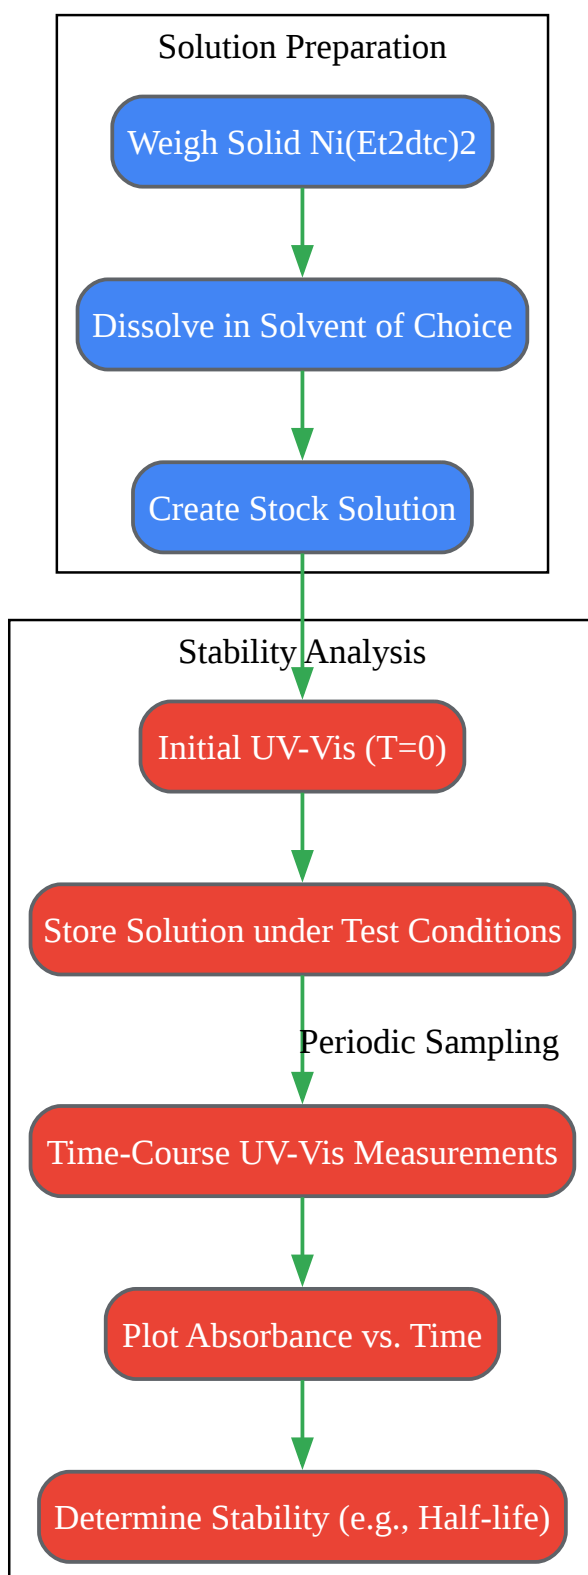 Solution Preparation
Weigh Solid Ni(Et2dtc)2
Dissolve in Solvent of Choice
Create Stock Solution
Stability Analysis
Initial UV-Vis (T=0)
Store Solution under Test Conditions
Periodic Sampling
Time-Course UV-Vis Measurements
Plot Absorbance vs. Time
Determine Stability (e.g., Half-life)